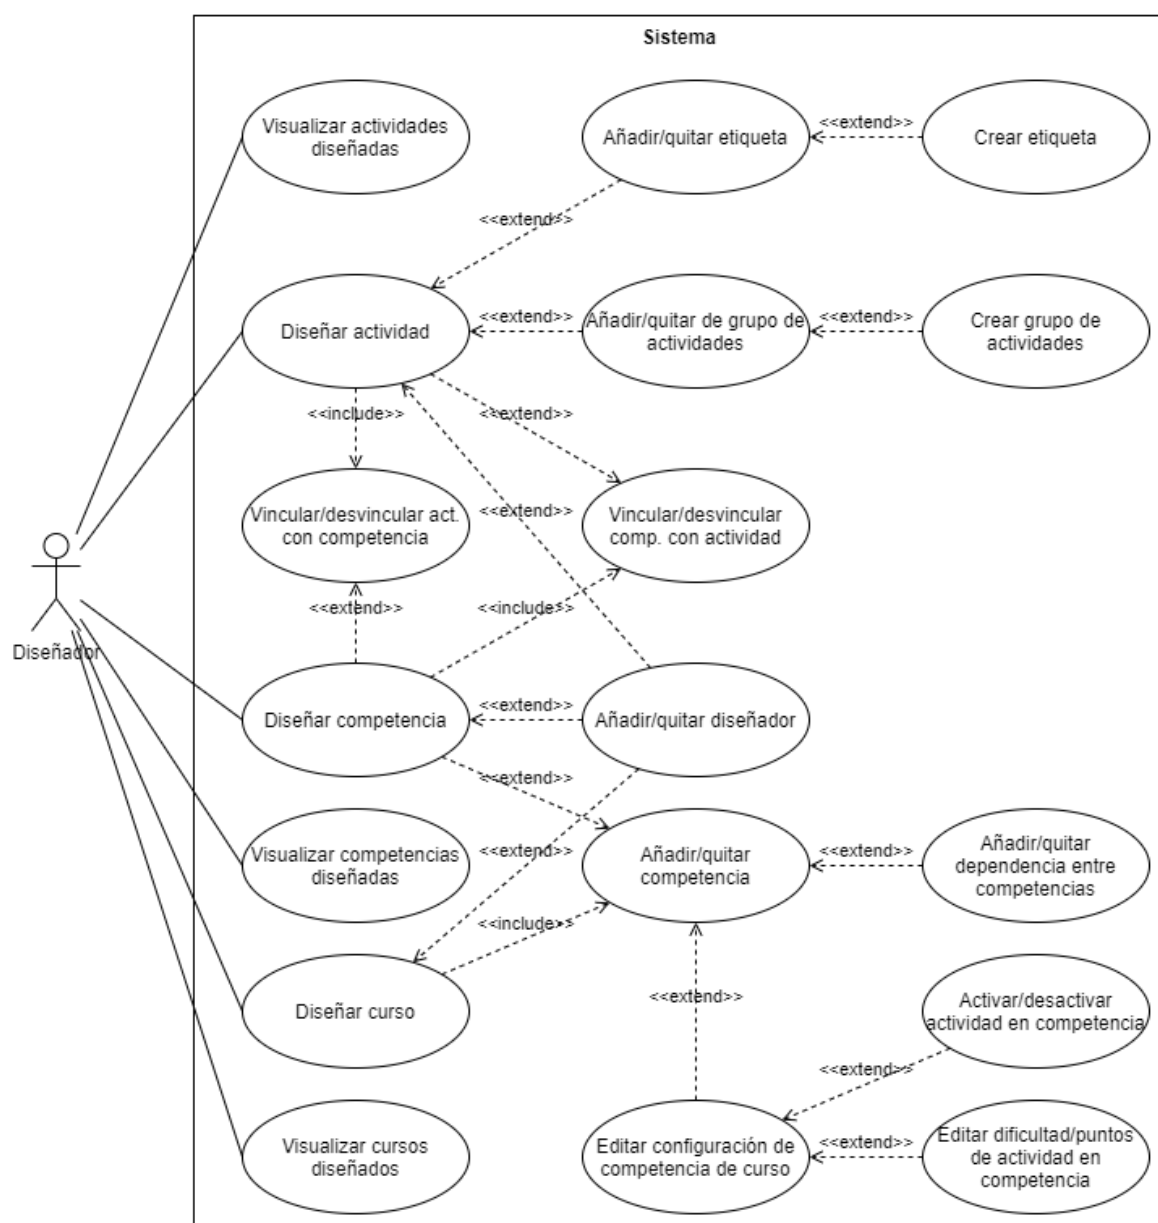 Sistema
Visualizar actividades
diseñadas
Añadir/quitar etiqueta
<<extend>>
Crear etiqueta
<<extend>>
Diseñar actividad
<<extend>>
Añadir/quitar de grupo de
actividades
<<extend>>
Crear grupo de
actividades
<<include>>
<<extend>>
Vincular/desvincular act.
con competencia
<<extend>>
Vincular/desvincular
comp. con actividad
<<extend>>
<<include>>
Diseñador
Diseñar competencia
<<extend>>
Añadir/quitar diseñador
<<extend>>
Visualizar competencias
diseñadas
<<extend>>
Añadir/quitar
competencia
<<extend>>
Añadir/quitar
dependencia entre
competencias
<<include>>
Diseñar curso
<<extend>>
Activar/desactivar
actividad en competencia
<<extend>>
Visualizar cursos
diseñados
Editar configuración de
competencia de curso
<<extend>>
Editar dificultad/puntos
de actividad en
competencia